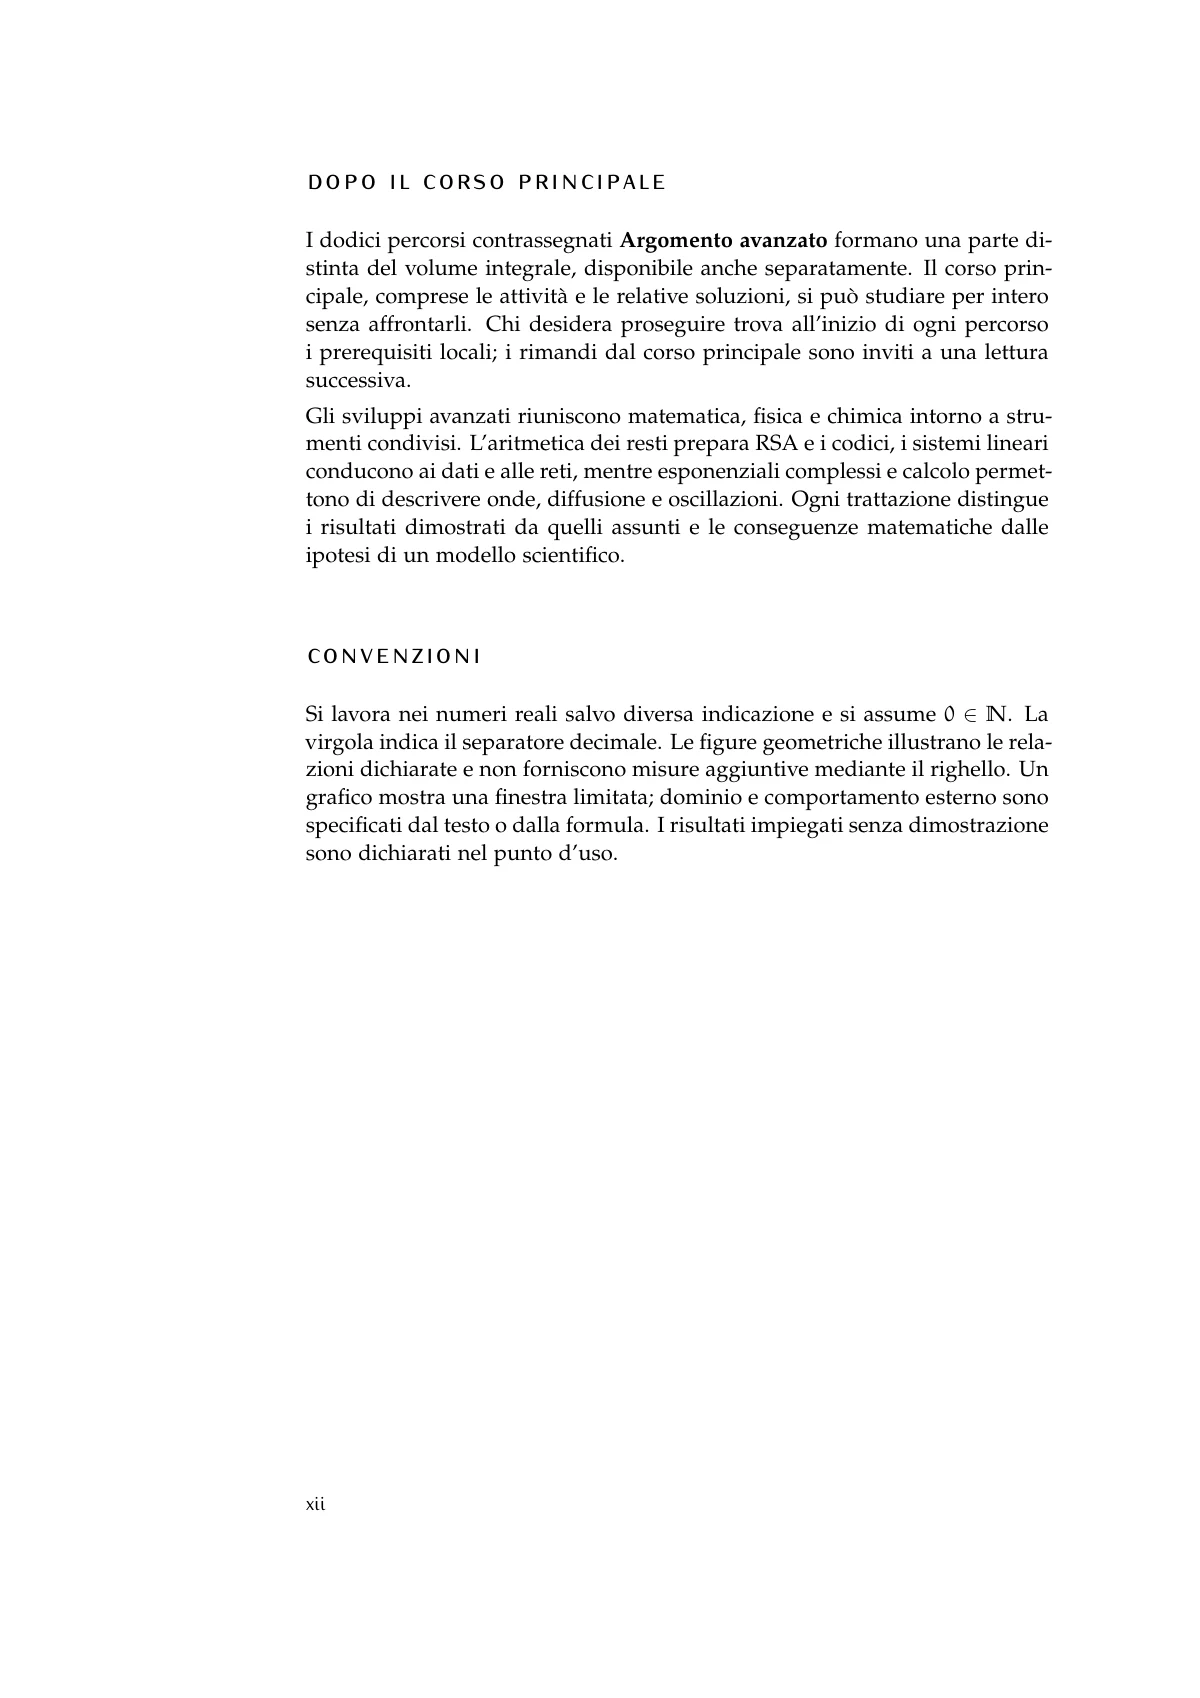 DOPO IL CORSO PRINCIPALE
I dodici percorsi contrassegnati Argomento avanzato formano una parte di-
stinta del volume integrale, disponibile anche separatamente. Il corso prin-
cipale, comprese le attività e le relative soluzioni, si può studiare per intero
senza affrontarli. Chi desidera proseguire trova all'inizio di ogni percorso
i prerequisiti locali; i rimandi dal corso principale sono inviti a una lettura
successiva.
Gli sviluppi avanzati riuniscono matematica, fisica e chimica intorno a stru-
menti condivisi. L'aritmetica dei resti prepara RSA e i codici, i sistemi lineari
conducono ai dati e alle reti, mentre esponenziali complessi e calcolo permet-
tono di descrivere onde, diffusione e oscillazioni. Ogni trattazione distingue
i risultati dimostrati da quelli assunti e le conseguenze matematiche dalle
ipotesi di un modello scientifico.
CONVENZIONI
Si lavora nei numeri reali salvo diversa indicazione e si assume 0 ∈ ℕ. La
virgola indica il separatore decimale. Le figure geometriche illustrano le rela-
zioni dichiarate e non forniscono misure aggiuntive mediante il righello. Un
grafico mostra una finestra limitata; dominio e comportamento esterno sono
specificati dal testo o dalla formula. I risultati impiegati senza dimostrazione
sono dichiarati nel punto d'uso.
xii